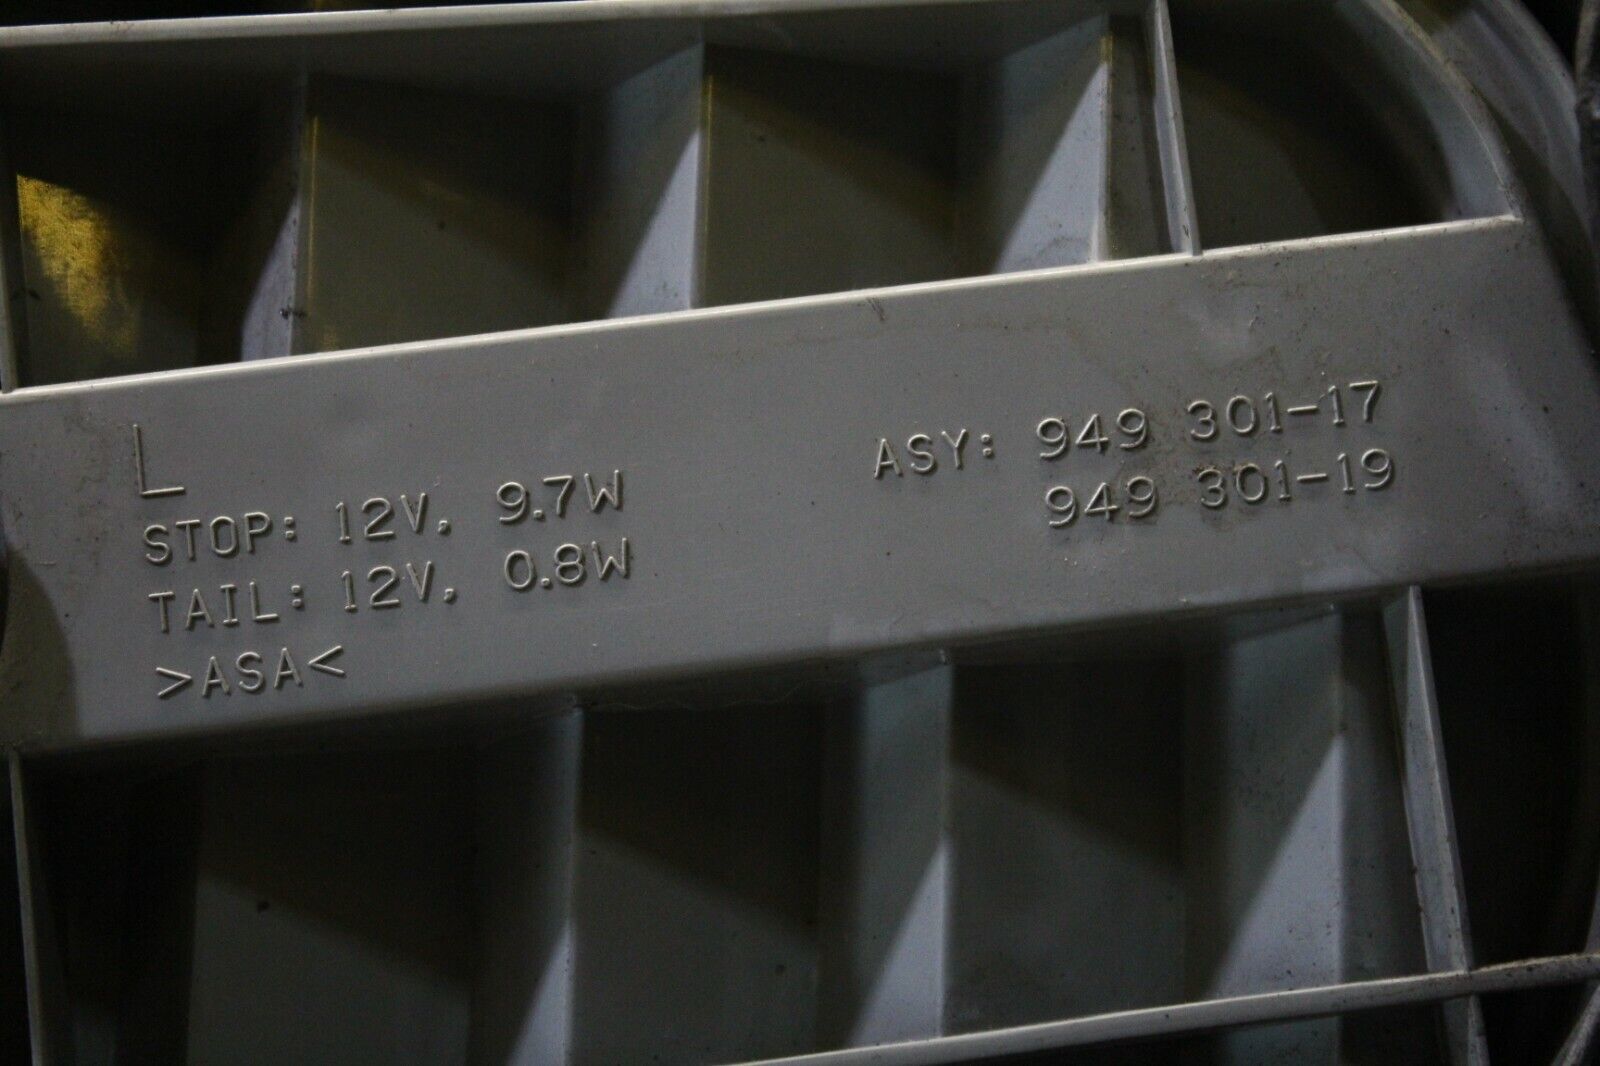 L
STOP: 12V, 9.7W
TAIL: 12V, 0.8W
>ASA<
ASY: 949 301-17
949 301-19